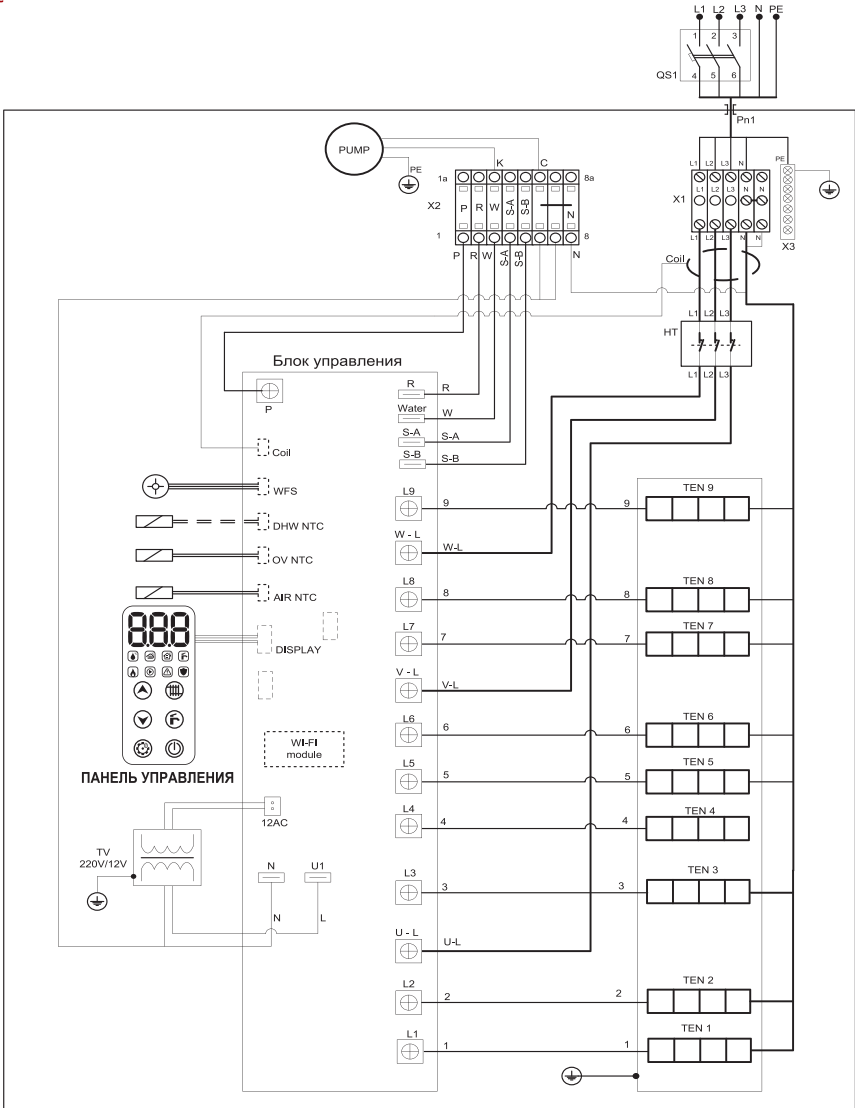 L1 L2 L3 N PE
1 2 3
QS1
4 5 6
Pn1
PUMP
PE
K C
1a 8a
X2
P R W S-A S-B N
1 8
P R W S-A S-B N
L1 L2 L3 N
PE
X1
L1 L2 L3 N N
L1 L2 L3 N N
X3
Coil
L1 L2 L3
HT
L1 L2 L3
Блок управления
P
R R
Water W
S-A S-A
S-B S-B
Coil
WFS
DHW NTC
OV NTC
AIR NTC
888
DISPLAY
WI-FI
module
ПАНЕЛЬ УПРАВЛЕНИЯ
12AC
TV
220V/12V
N U1
N L
L9 9 9 TEN 9
W - L W-L
L8 8 8 TEN 8
L7 7 7 TEN 7
V - L V-L
L6 6 6 TEN 6
L5 5 5 TEN 5
L4 4 4 TEN 4
L3 3 3 TEN 3
U - L U-L
L2 2 2 TEN 2
L1 1 1 TEN 1